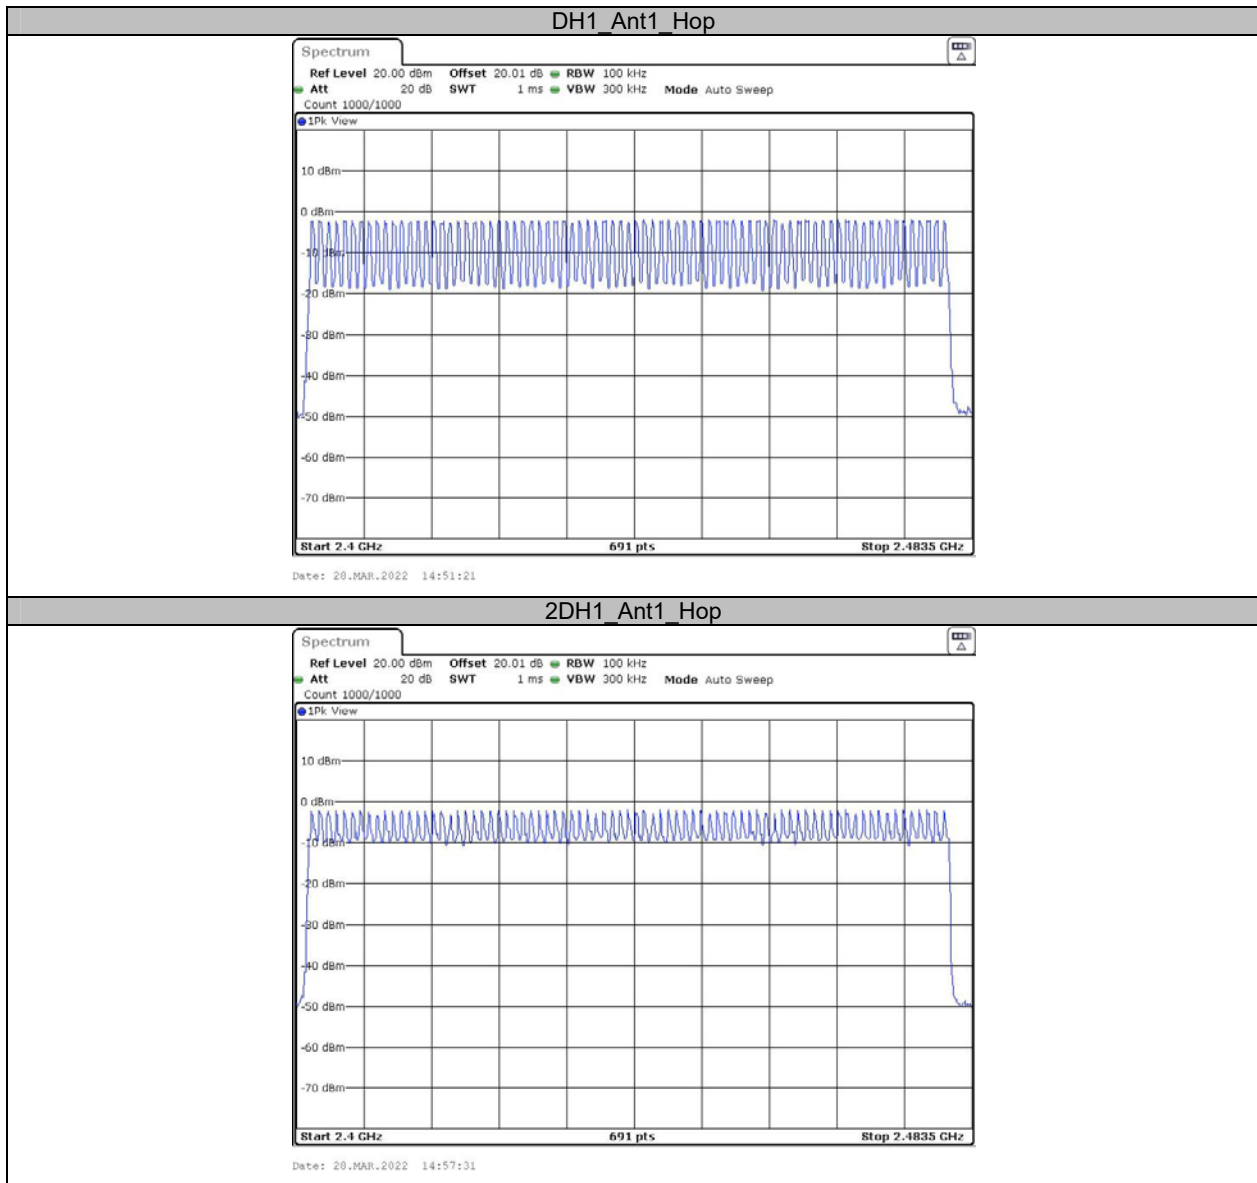 DH1_Ant1_Hop
Spectrum
Ref Level 20.00 dBm Offset 20.01 dB RBW 100 kHz
Att 20 dB SWT 1 ms VBW 300 kHz Mode Auto Sweep
Count 1000/1000
1Pk View
10 dBm
0 dBm
-10 dBm
-20 dBm
-30 dBm
-40 dBm
-50 dBm
-60 dBm
-70 dBm
Start 2.4 GHz 691 pts Stop 2.4835 GHz
Date: 28.MAR.2022 14:51:21
2DH1_Ant1_Hop
Spectrum
Ref Level 20.00 dBm Offset 20.01 dB RBW 100 kHz
Att 20 dB SWT 1 ms VBW 300 kHz Mode Auto Sweep
Count 1000/1000
1Pk View
10 dBm
0 dBm
-10 dBm
-20 dBm
-30 dBm
-40 dBm
-50 dBm
-60 dBm
-70 dBm
Start 2.4 GHz 691 pts Stop 2.4835 GHz
Date: 28.MAR.2022 14:57:31